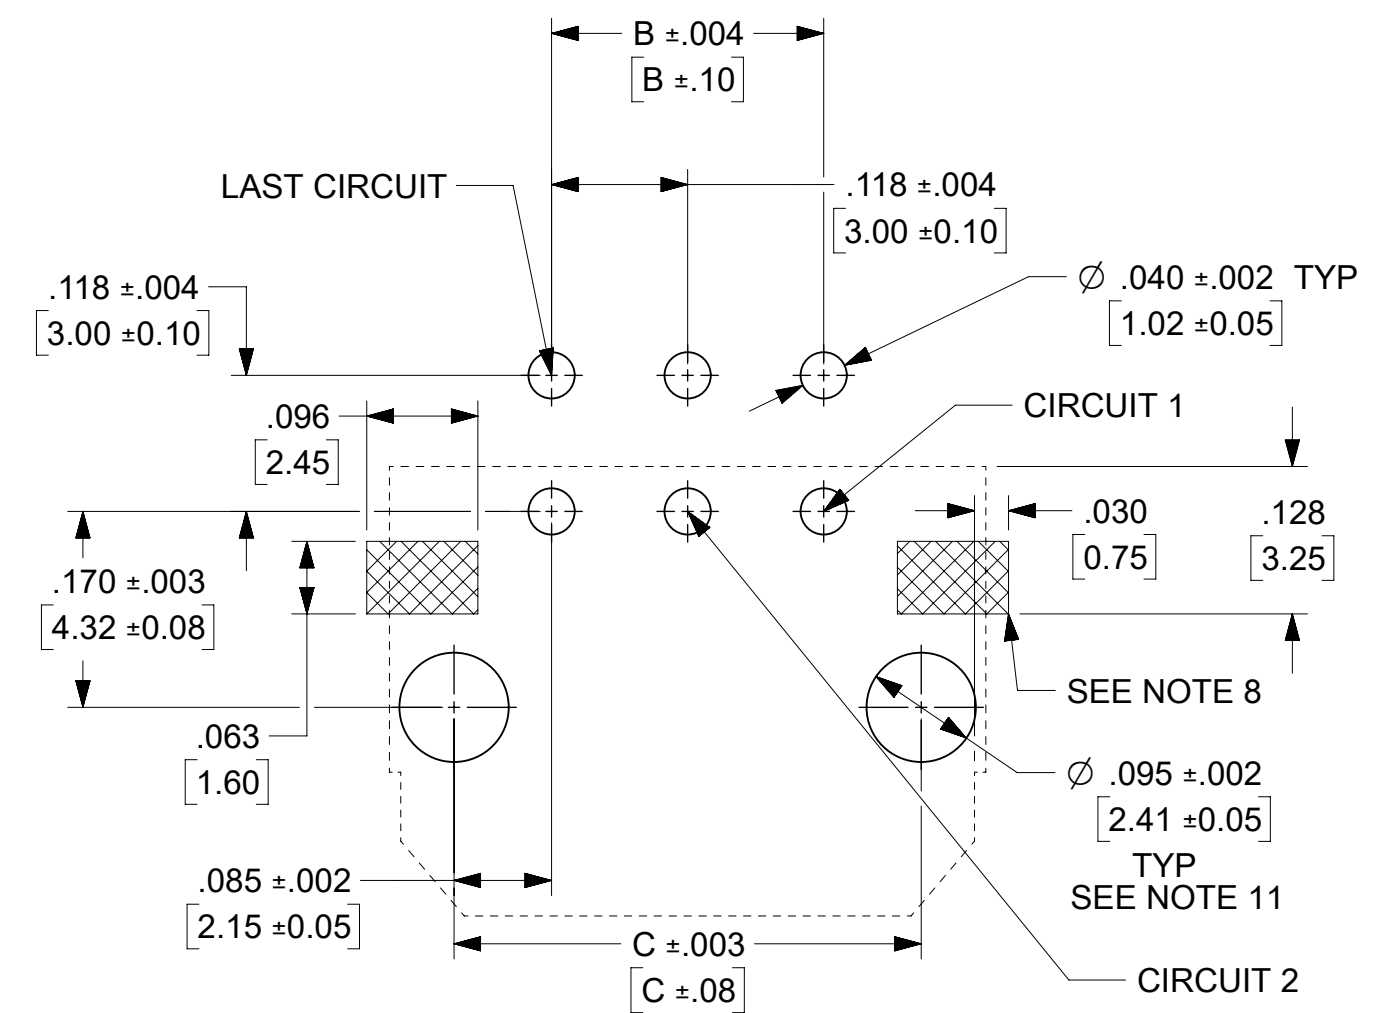 B ±.004
[B ±.10]
LAST CIRCUIT
.118 ±.004
[3.00 ±0.10]
.118 ±.004
[3.00 ±0.10]
Ø .040 ±.002 TYP
[1.02 ±0.05]
.096
[2.45]
CIRCUIT 1
.030
[0.75]
.128
[3.25]
.170 ±.003
[4.32 ±0.08]
SEE NOTE 8
.063
[1.60]
Ø .095 ±.002
[2.41 ±0.05]
TYP
SEE NOTE 11
.085 ±.002
[2.15 ±0.05]
C ±.003
[C ±.08]
CIRCUIT 2